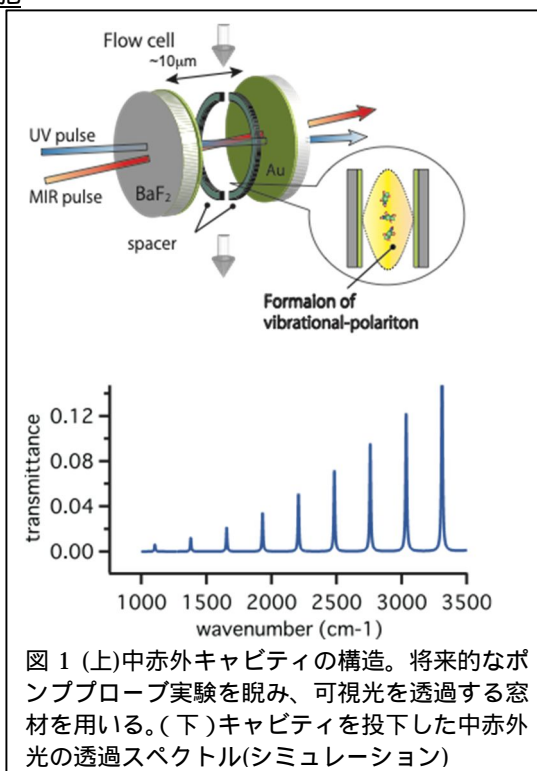 Flow cell
~10μm
UV pulse
MIR pulse
BaF₂
Au
spacer
Formaion of
vibrational-polariton
transmittance
0.12
0.08
0.04
0.00
1000 1500 2000 2500 3000 3500
wavenumber (cm-1)
図 1 (上)中赤外キャビティの構造。将来的なポ
ンププローブ実験を睨み、可視光を透過する窓
材を用いる。(下)キャビティを投下した中赤外
光の透過スペクトル(シミュレーション)